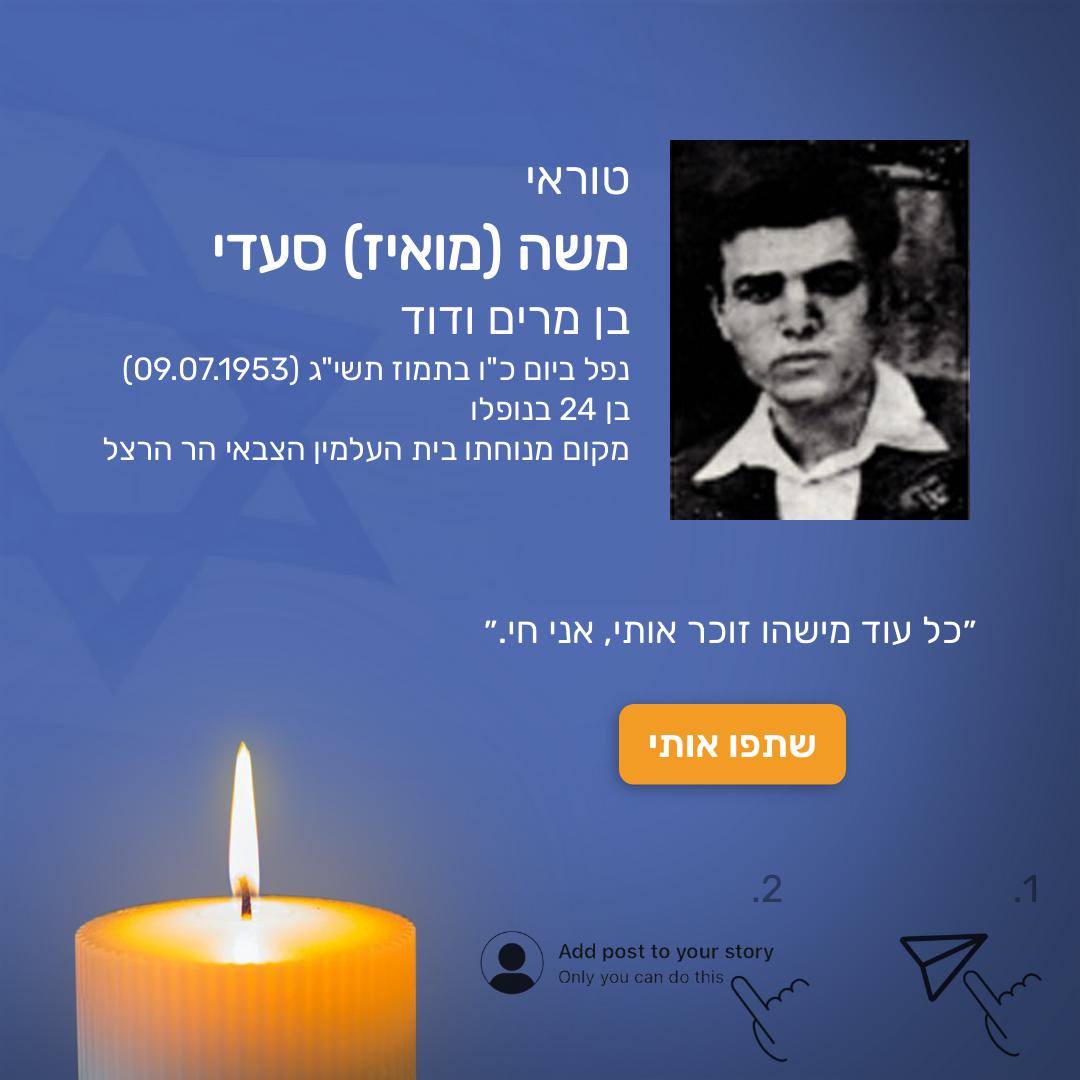 טוראי
משה (מואיז) סעדי
בן מרים ודוד
נפל ביום כ"ו בתמוז תשי"ג (09.07.1953)
בן 24 בנופלו
מקום מנוחתו בית העלמין הצבאי הר הרצל
״כל עוד מישהו זוכר אותי, אני חי.״
שתפו אותי
.1
.2
Add post to your story
Only you can do this